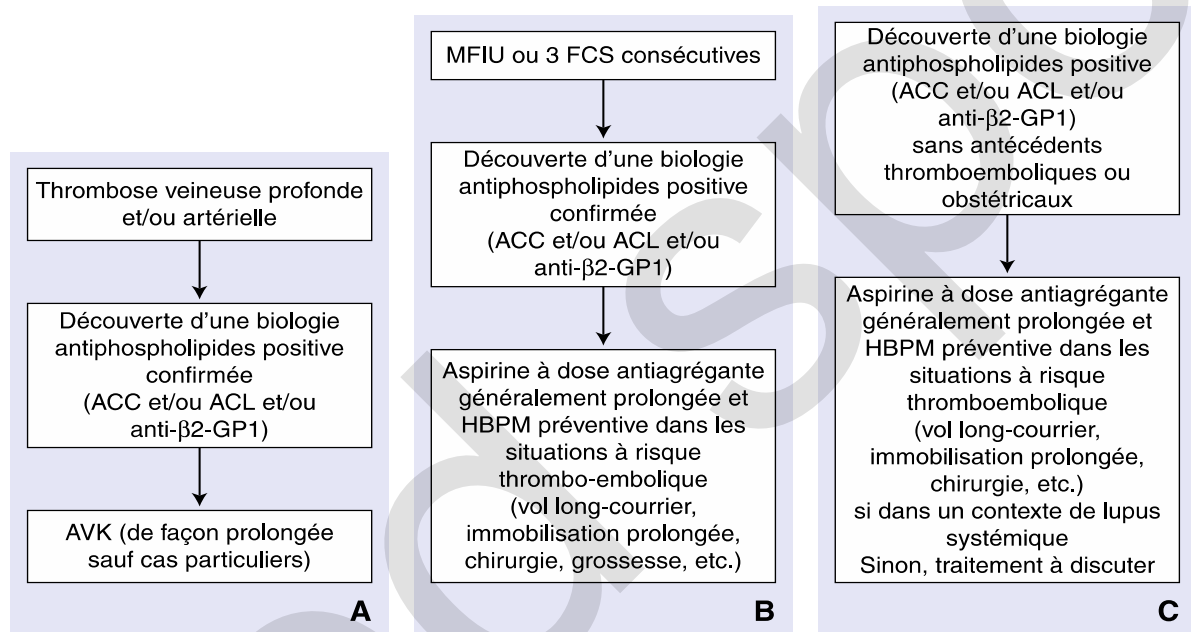 Thrombose veineuse profonde
et/ou artérielle
Découverte d'une biologie
antiphospholipides positive
confirmée
(ACC et/ou ACL et/ou
anti-β2-GP1)
AVK (de façon prolongée
sauf cas particuliers)
A
MFIU ou 3 FCS consécutives
Découverte d'une biologie
antiphospholipides positive
confirmée
(ACC et/ou ACL et/ou
anti-β2-GP1)
Aspirine à dose antiagrégante
généralement prolongée et
HBPM préventive dans les
situations à risque
thrombo-embolique
(vol long-courrier,
immobilisation prolongée,
chirurgie, grossesse, etc.)
B
Découverte d'une biologie
antiphospholipides positive
(ACC et/ou ACL et/ou
anti-β2-GP1)
sans antécédents
thromboemboliques ou
obstétricaux
Aspirine à dose antiagrégante
généralement prolongée et
HBPM préventive dans les
situations à risque
thromboembolique
(vol long-courrier,
immobilisation prolongée,
chirurgie, etc.)
si dans un contexte de lupus
systémique
Sinon, traitement à discuter
C